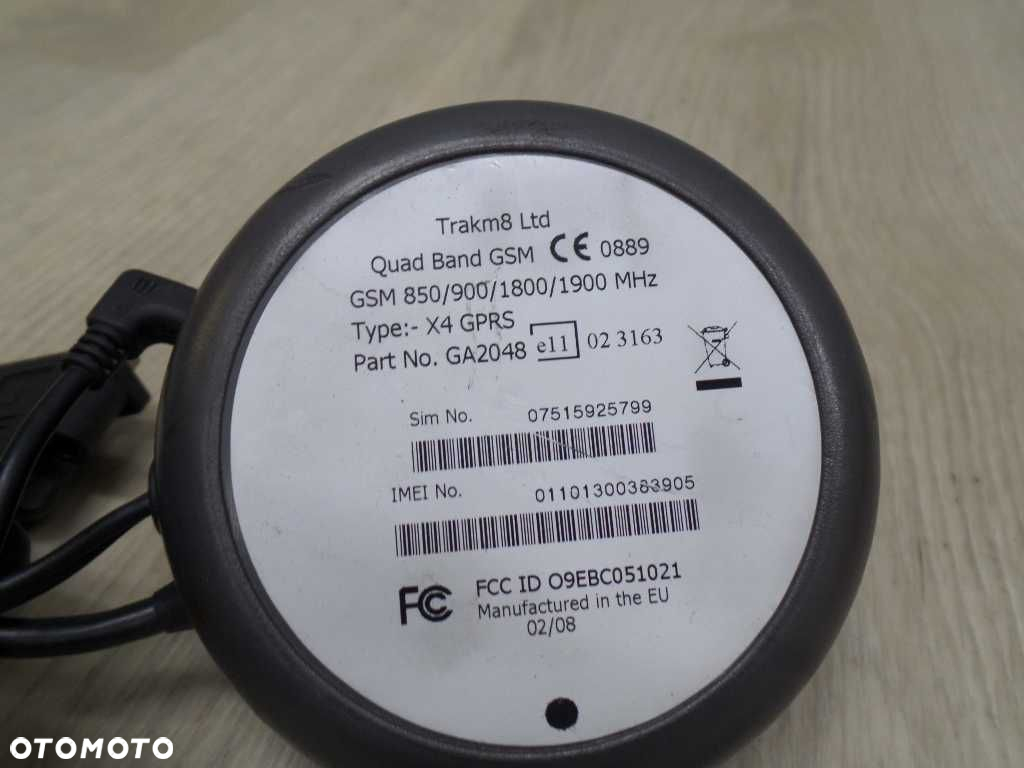 Trakm8 Ltd
Quad Band GSM CE 0889
GSM 850/900/1800/1900 MHz
Type:- X4 GPRS
Part No. GA2048 e11 02 3163
Sim No. 07515925799
IMEI No. 01101300383905
FC FCC ID O9EBC051021
Manufactured in the EU
02/08
OTOMOTO